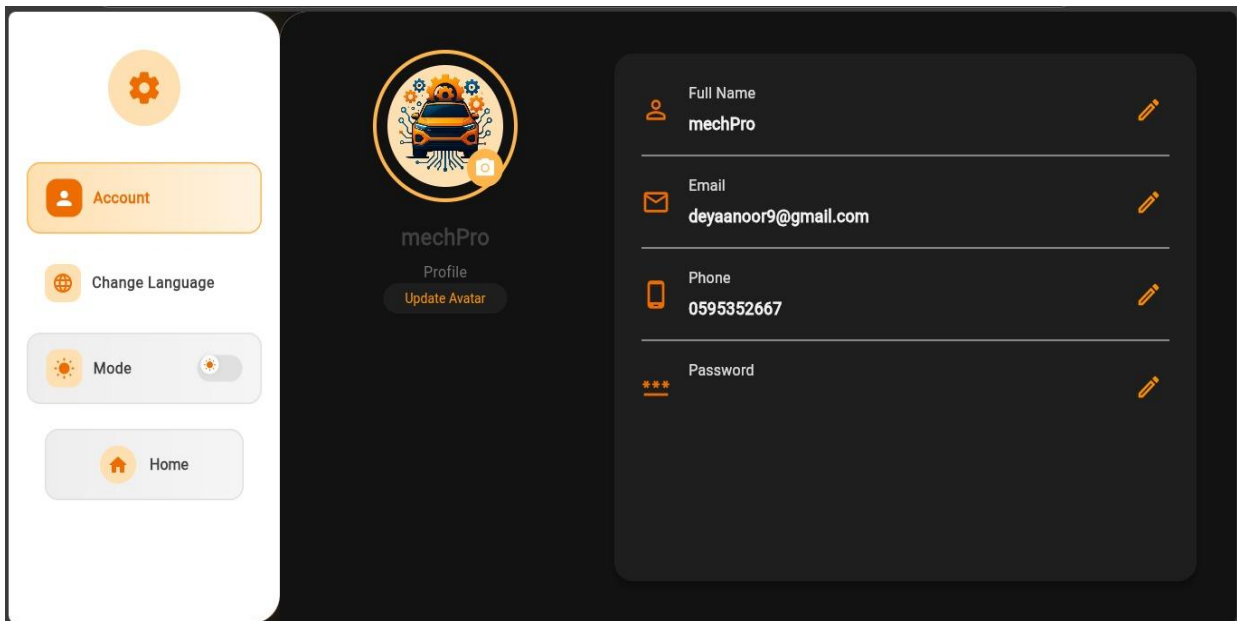 Account
Change Language
Mode
Home
mechPro
Profile
Update Avatar
Full Name
mechPro
Email
deyaanoor9@gmail.com
Phone
0595352667
***
Password